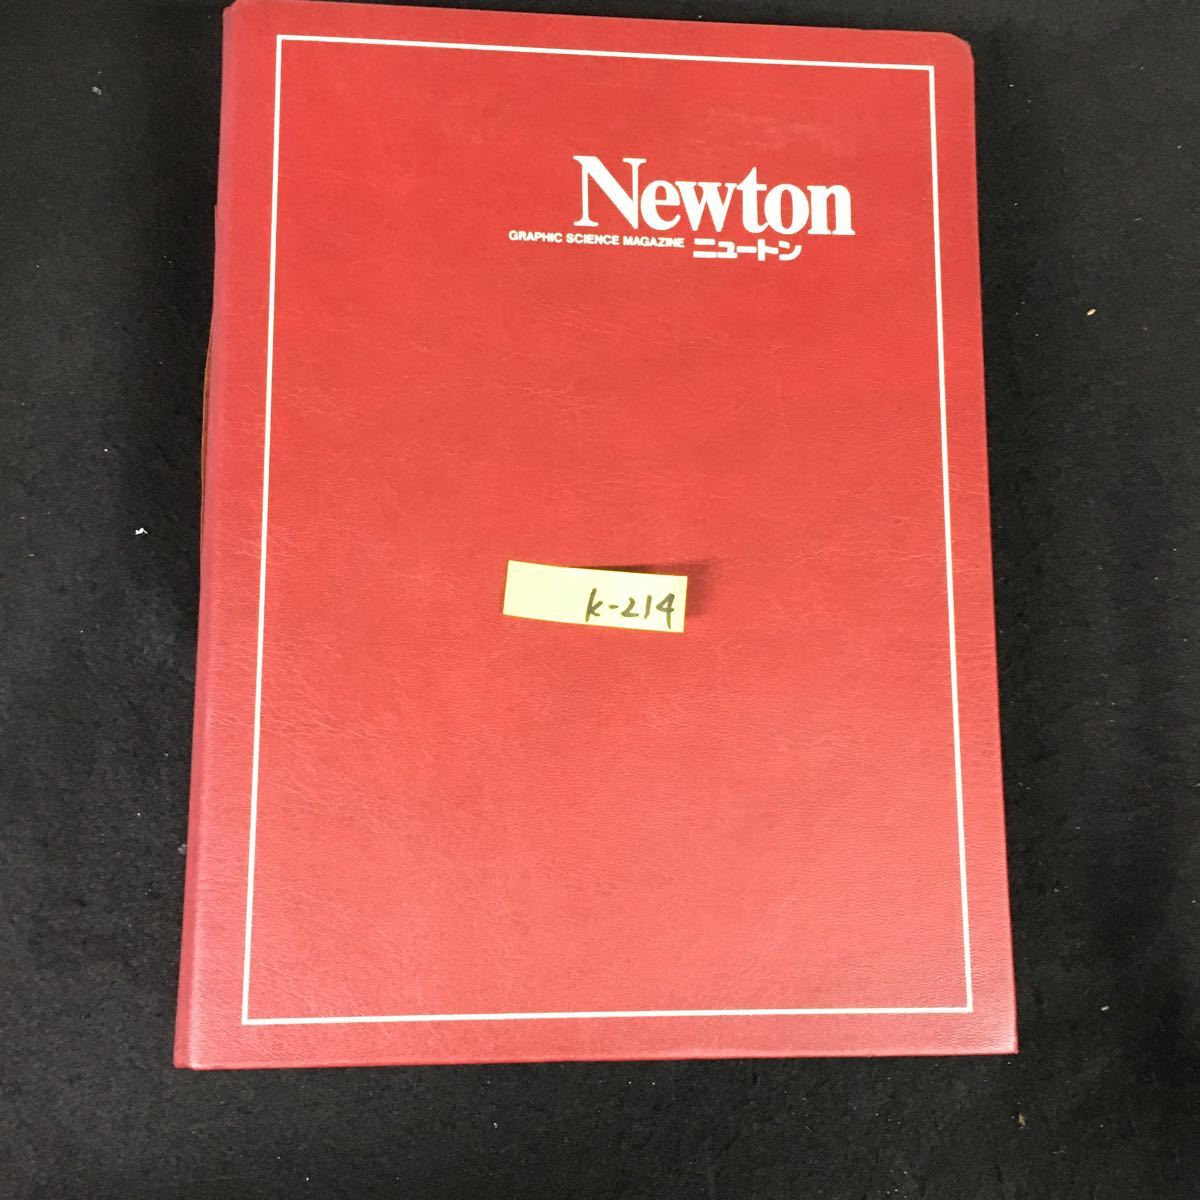 Newton
GRAPHIC SCIENCE MAGAZINE ニュートン
k-214